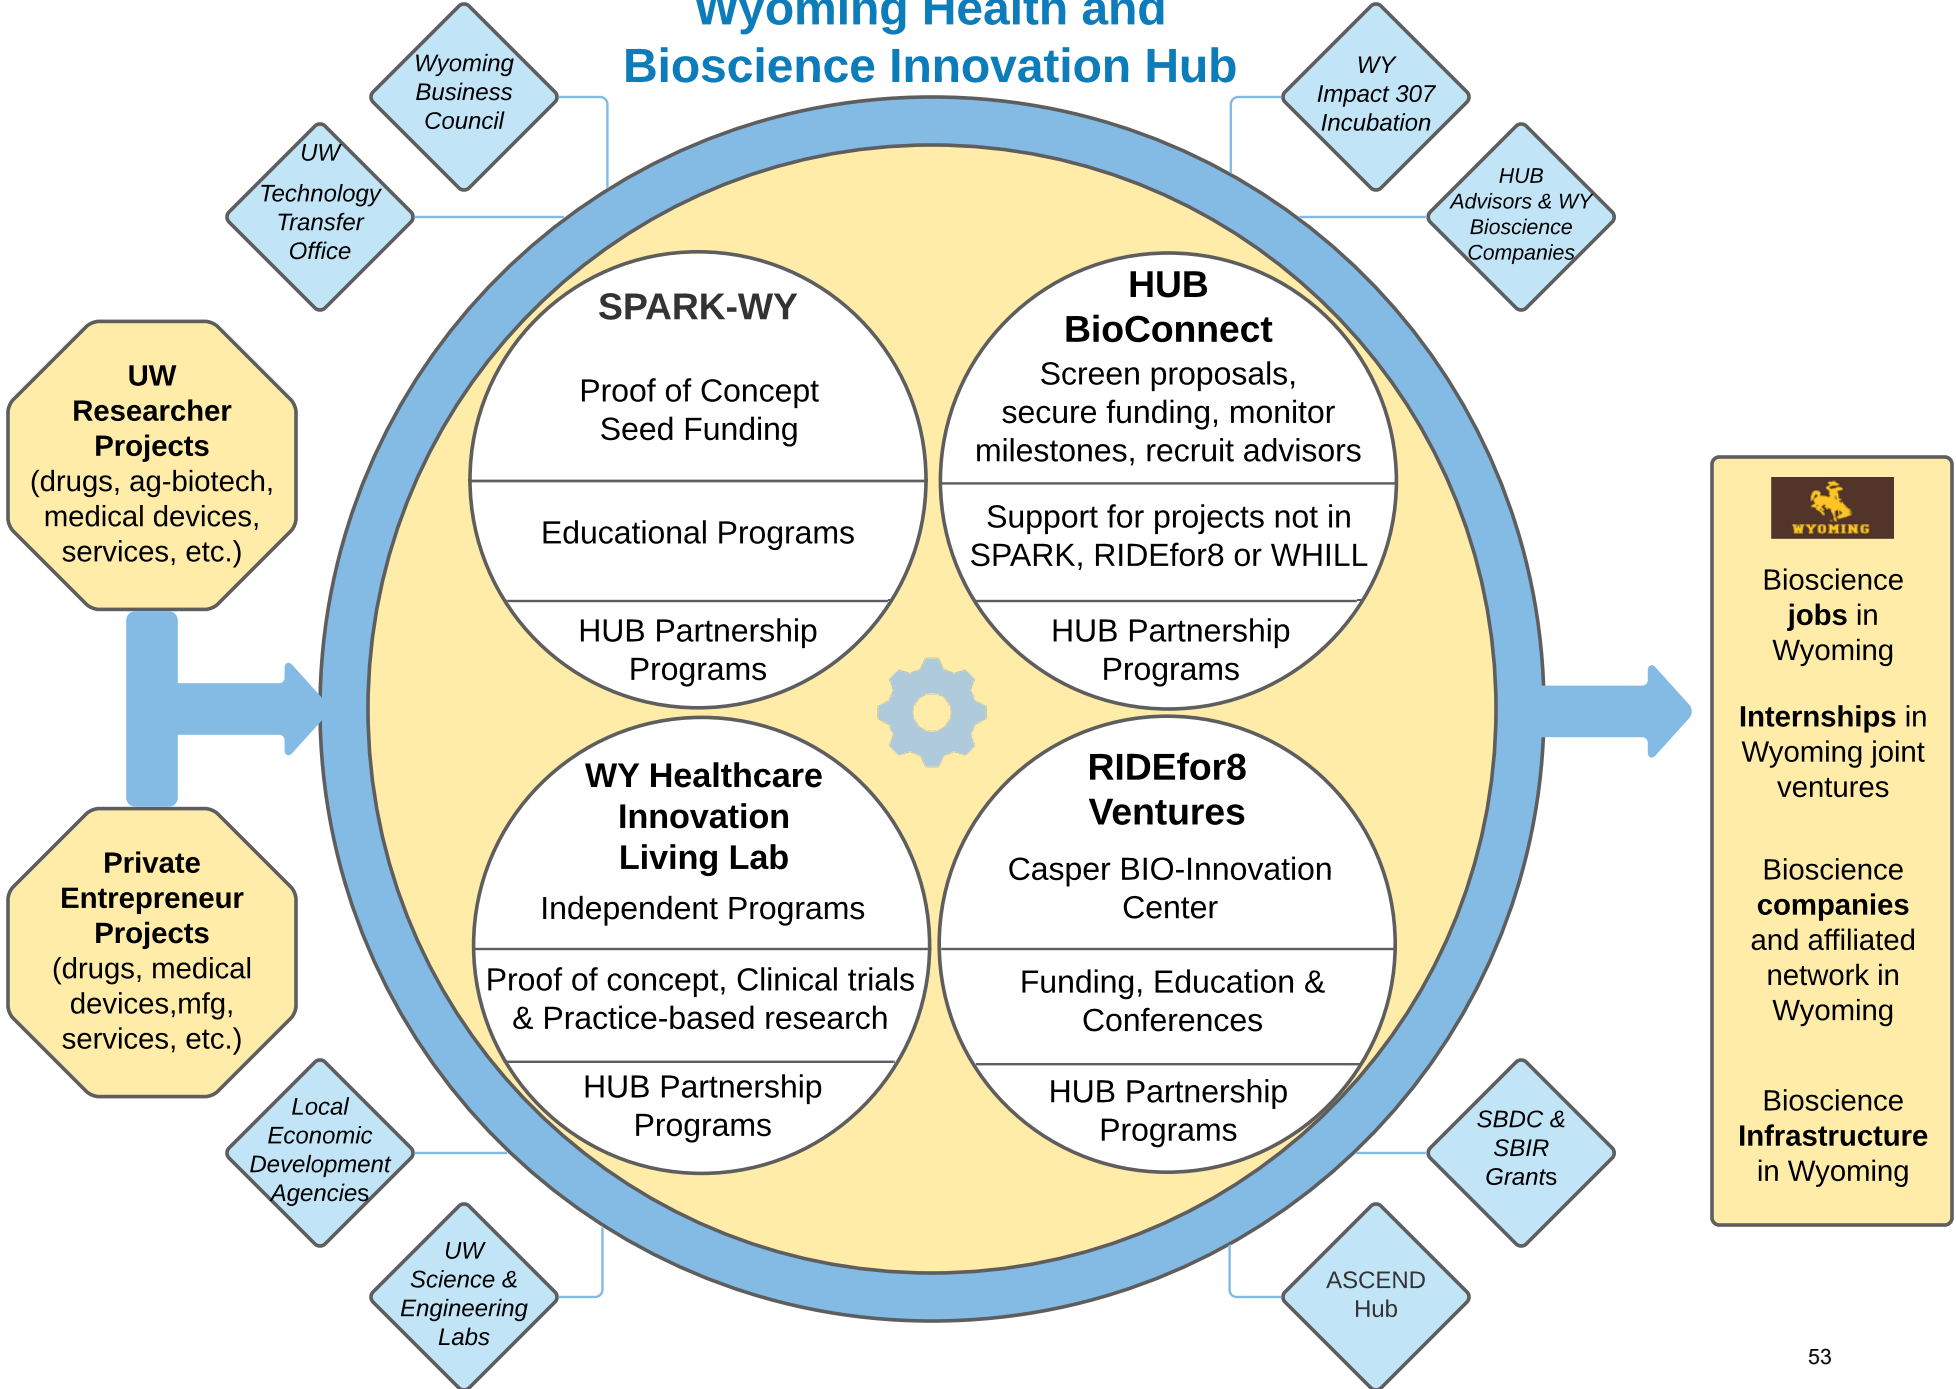 Wyoming Health and
Bioscience Innovation Hub
Wyoming
Business
Council
UW
Technology
Transfer
Office
WY
Impact 307
Incubation
HUB
Advisors & WY
Bioscience
Companies
UW
Researcher
Projects
(drugs, ag-biotech,
medical devices,
services, etc.)
Private
Entrepreneur
Projects
(drugs, medical
devices,mfg,
services, etc.)
SPARK-WY
Proof of Concept
Seed Funding
Educational Programs
HUB Partnership
Programs
HUB
BioConnect
Screen proposals,
secure funding, monitor
milestones, recruit advisors
Support for projects not in
SPARK, RIDEfor8 or WHILL
HUB Partnership
Programs
WY Healthcare
Innovation
Living Lab
Independent Programs
Proof of concept, Clinical trials
& Practice-based research
HUB Partnership
Programs
RIDEfor8
Ventures
Casper BIO-Innovation
Center
Funding, Education &
Conferences
HUB Partnership
Programs
WYOMING
Bioscience
jobs in
Wyoming
Internships in
Wyoming joint
ventures
Bioscience
companies
and affiliated
network in
Wyoming
Bioscience
Infrastructure
in Wyoming
Local
Economic
Development
Agencies
UW
Science &
Engineering
Labs
SBDC &
SBIR
Grants
ASCEND
Hub
53